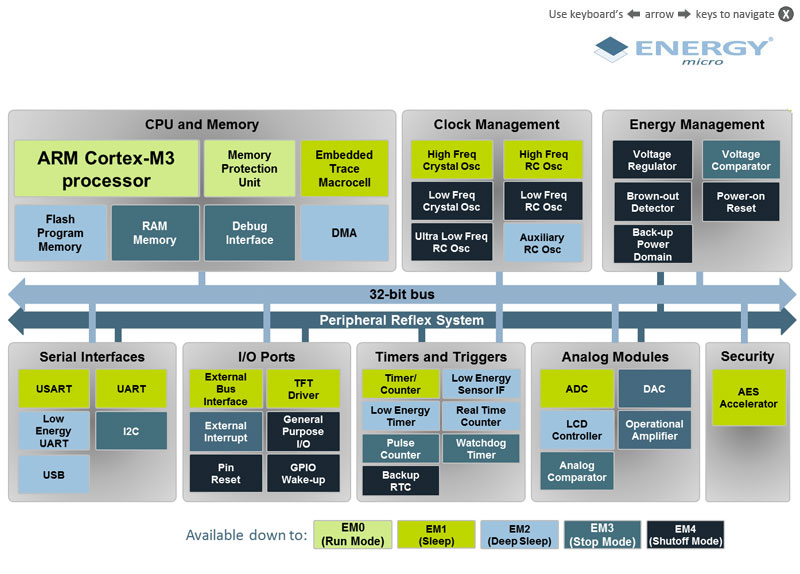 Use keyboard's arrow keys to navigate X
ENERGY®
micro
CPU and Memory
ARM Cortex-M3
processor
Memory
Protection
Unit
Embedded
Trace
Macrocell
Flash
Program
Memory
RAM
Memory
Debug
Interface
DMA
Clock Management
High Freq
Crystal Osc
High Freq
RC Osc
Low Freq
Crystal Osc
Low Freq
RC Osc
Ultra Low Freq
RC Osc
Auxiliary
RC Osc
Energy Management
Voltage
Regulator
Voltage
Comparator
Brown-out
Detector
Power-on
Reset
Back-up
Power
Domain
32-bit bus
Peripheral Reflex System
Serial Interfaces
USART
UART
Low
Energy
UART
I2C
USB
I/O Ports
External
Bus
Interface
TFT
Driver
External
Interrupt
General
Purpose
I/O
Pin
Reset
GPIO
Wake-up
Timers and Triggers
Timer/
Counter
Low Energy
Sensor IF
Low Energy
Timer
Real Time
Counter
Pulse
Counter
Watchdog
Timer
Backup
RTC
Analog Modules
ADC
DAC
LCD
Controller
Operational
Amplifier
Analog
Comparator
Security
AES
Accelerator
Available down to:
EM0
(Run Mode)
EM1
(Sleep)
EM2
(Deep Sleep)
EM3
(Stop Mode)
EM4
(Shutoff Mode)